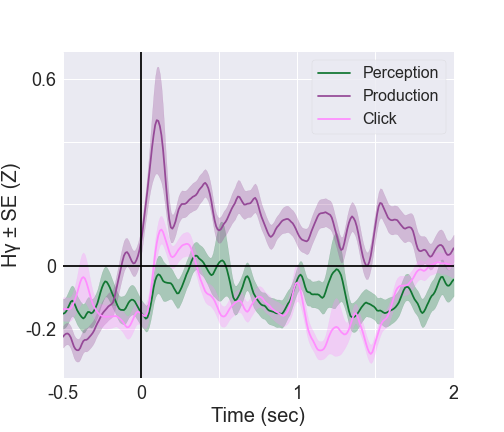 Perception
Production
Click
Hγ ± SE (Z)
0.6
0
-0.2
-0.5
0
1
2
Time (sec)